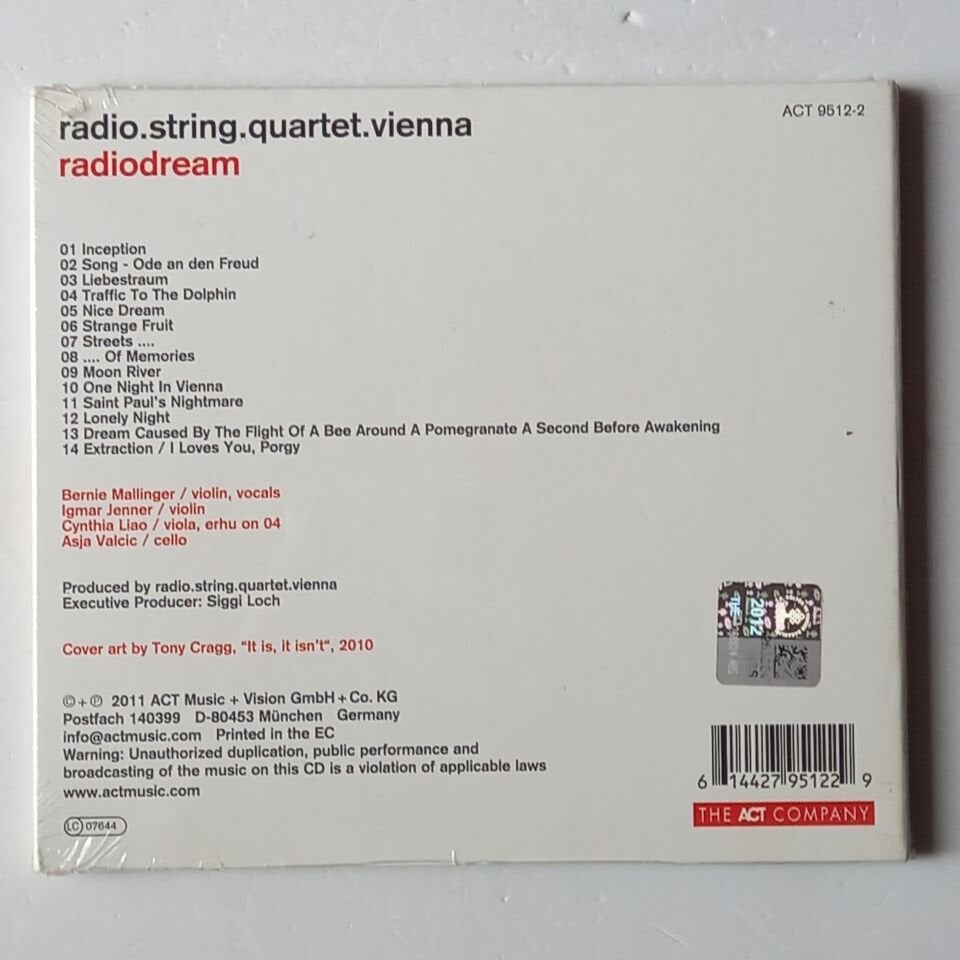 radio.string.quartet.vienna
ACT 9512-2
radiodream
01 Inception
02 Song - Ode an den Freud
03 Liebestraum
04 Traffic To The Dolphin
05 Nice Dream
06 Strange Fruit
07 Streets ....
08 .... Of Memories
09 Moon River
10 One Night In Vienna
11 Saint Paul's Nightmare
12 Lonely Night
13 Dream Caused By The Flight Of A Bee Around A Pomegranate A Second Before Awakening
14 Extraction / I Loves You, Porgy
Bernie Mallinger / violin, vocals
Igmar Jenner / violin
Cynthia Liao / viola, erhu on 04
Asja Valcic / cello
Produced by radio.string.quartet.vienna
Executive Producer: Siggi Loch
Cover art by Tony Cragg, "It is, it isn't", 2010
©+℗ 2011 ACT Music + Vision GmbH + Co. KG
Postfach 140399 D-80453 München Germany
info@actmusic.com Printed in the EC
Warning: Unauthorized duplication, public performance and
broadcasting of the music on this CD is a violation of applicable laws
www.actmusic.com
LC 07644
2012
6 14427 95122 9
THE ACT COMPANY